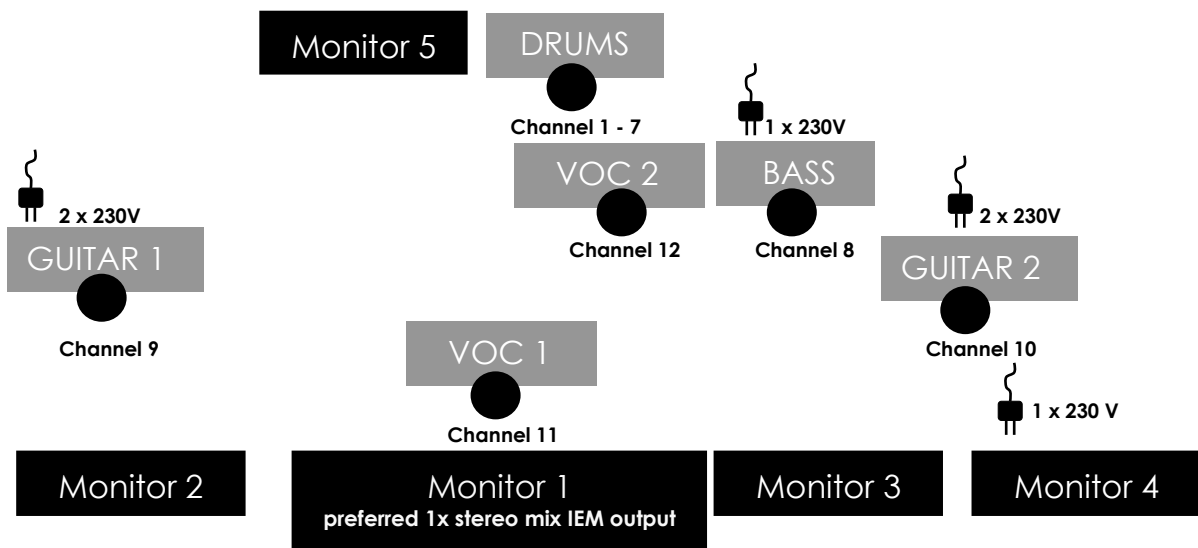 Monitor 5
DRUMS
Channel 1 - 7
1 x 230V
VOC 2
BASS
2 x 230V
2 x 230V
Channel 12
Channel 8
GUITAR 1
GUITAR 2
Channel 9
VOC 1
Channel 10
1 x 230 V
Channel 11
Monitor 2
Monitor 1
preferred 1x stereo mix IEM output
Monitor 3
Monitor 4